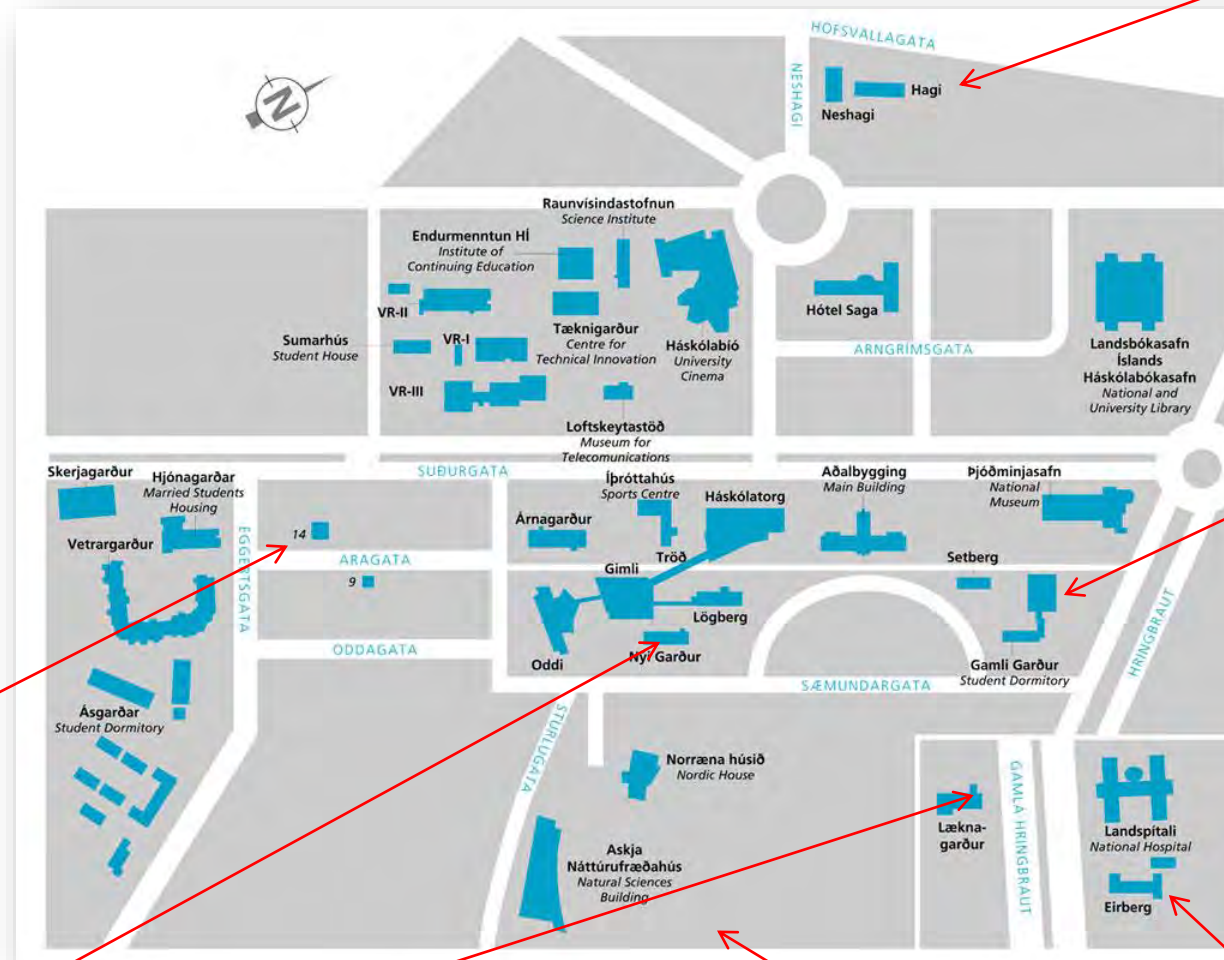 HOFSVALLAGATA
NESHAGI
Hagi
Neshagi
N
Raunvísindastofnun
Science Institute
Endurmenntun HÍ
Institute of
Continuing Education
VR-II
Sumarhús
Student House
VR-I
Tæknigarður
Centre for
Technical Innovation
Háskólabíó
University
Cinema
VR-III
Loftskeytastöð
Museum for
Telecomunications
Hótel Saga
ARNGRÍMSGATA
Landsbókasafn
Íslands
Háskólabókasafn
National and
University Library
SUÐURGATA
Skerjagarður
Hjónagarðar
Married Students
Housing
Vetrargarður
EGGERTSGATA
14
ARAGATA
9
ODDAGATA
Íþróttahús
Sports Centre
Háskólatorg
Árnagarður
Tröð
Gimli
Lögberg
Oddi
Nýi Garður
Aðalbygging
Main Building
Þjóðminjasafn
National
Museum
Setberg
Gamli Garður
Student Dormitory
SÆMUNDARGATA
HRINGBRAUT
Ásgarðar
Student Dormitory
STURLUGATA
Norræna húsið
Nordic House
Askja
Náttúrufræðahús
Natural Sciences
Building
Lækna-
garður
GAMLA HRINGBRAUT
Landspítali
National Hospital
Eirberg